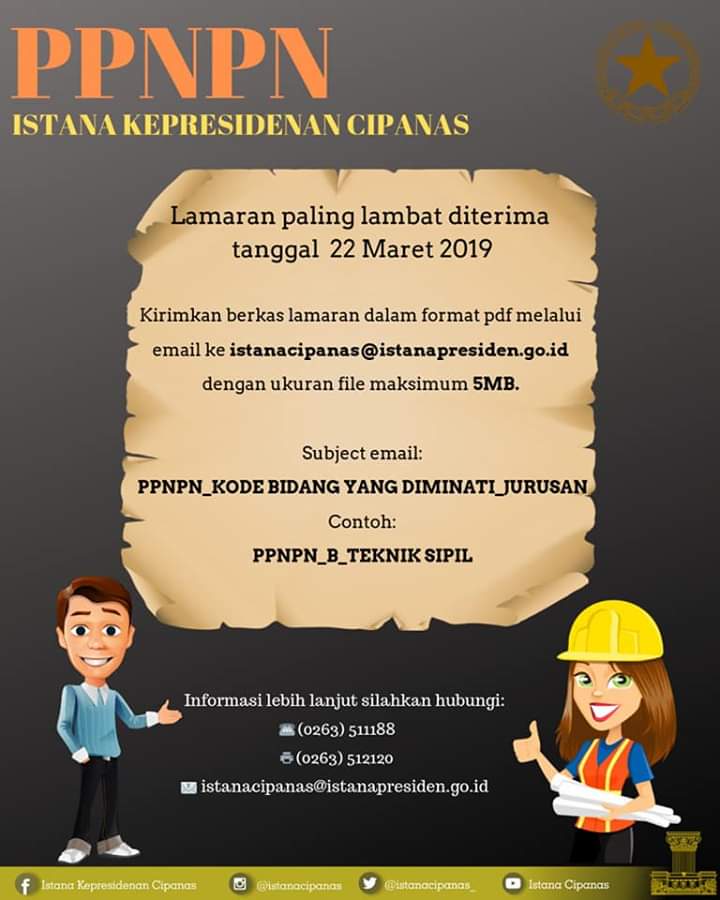 PPNPN
ISTANA KEPRESIDENAN CIPANAS
Lamaran paling lambat diterima
tanggal 22 Maret 2019
Kirimkan berkas lamaran dalam format pdf melalui
email ke istanacipanas@istanapresiden.go.id
dengan ukuran file maksimum 5MB.
Subject email:
PPNPN_KODE BIDANG YANG DIMINATI_JURUSAN
Contoh:
PPNPN_B_TEKNIK SIPIL
Informasi lebih lanjut silahkan hubungi:
(0263) 511188
(0263) 512120
istanacipanas@istanapresiden.go.id
Istana Kepresidenan Cipanas @istanacipanas @istanacipanas_ Istana Cipanas